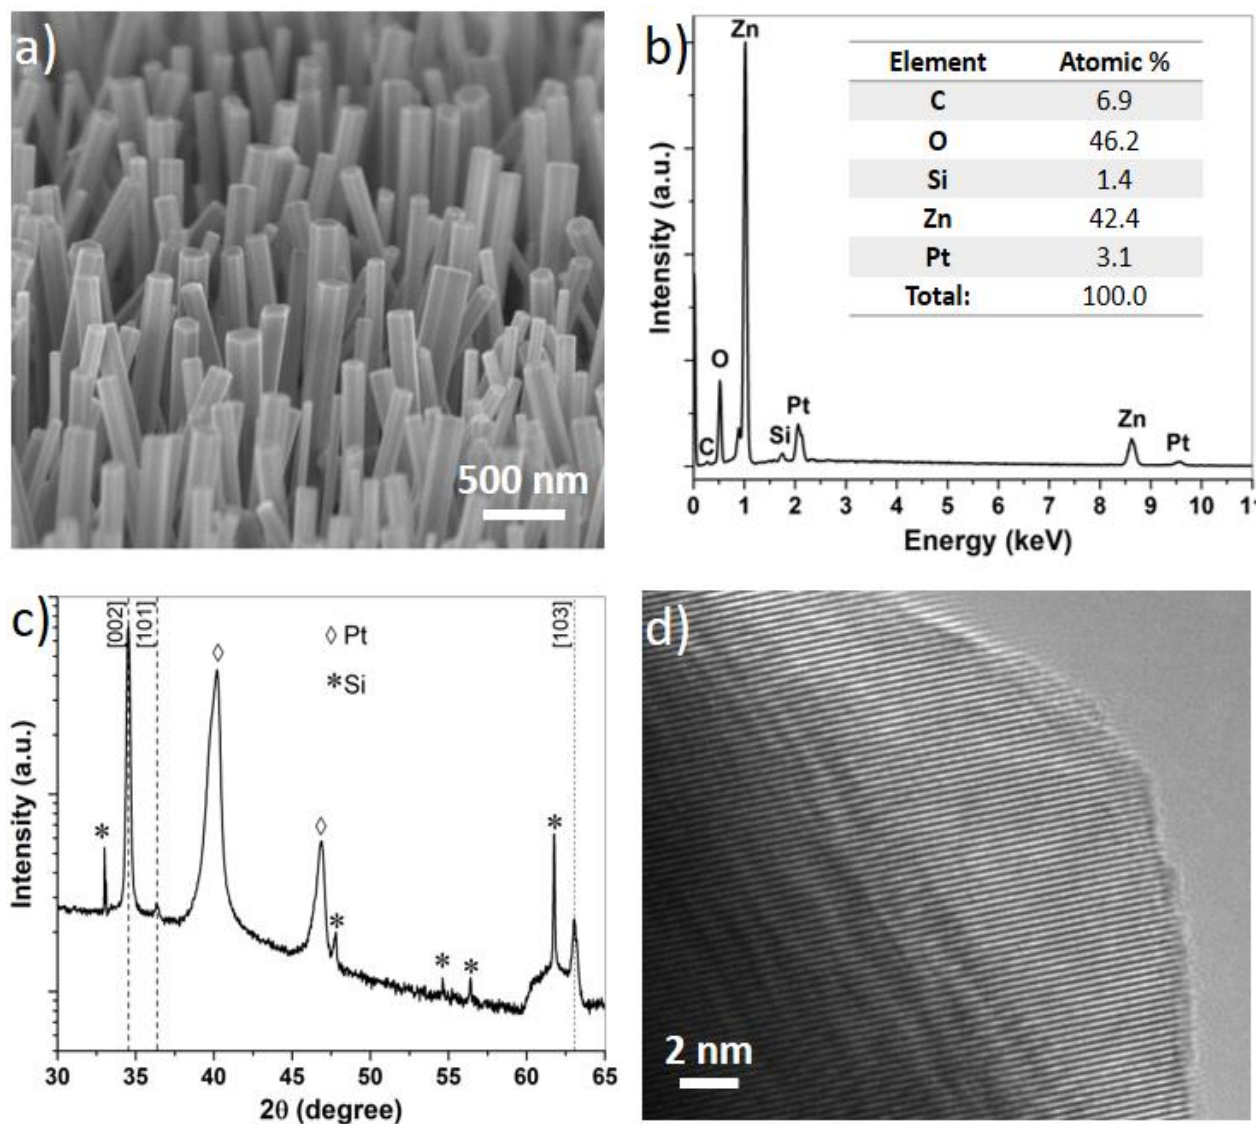 a)
500 nm
b)
Zn
Element Atomic %
C 6.9
O 46.2
Si 1.4
Zn 42.4
Pt 3.1
Total: 100.0
Intensity (a.u.)
C
O
Si
Pt
Zn
Pt
0 1 2 3 4 5 6 7 8 9 10 11
Energy (keV)
c)
[002]
[101]
[103]
◊ Pt
*Si
◊
◊
*
*
*
*
*
Intensity (a.u.)
30 35 40 45 50 55 60 65
2θ (degree)
d)
2 nm